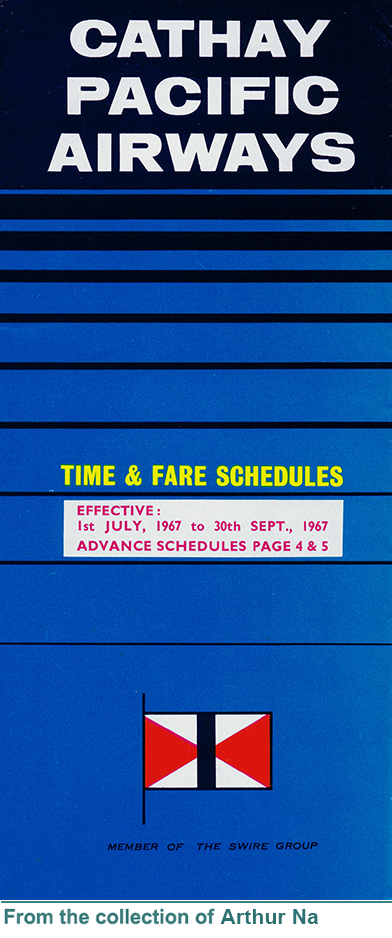 CATHAY
PACIFIC
AIRWAYS
TIME & FARE SCHEDULES
EFFECTIVE:
1st JULY, 1967 to 30th SEPT., 1967
ADVANCE SCHEDULES PAGE 4 & 5
MEMBER OF THE SWIRE GROUP
From the collection of Arthur Na